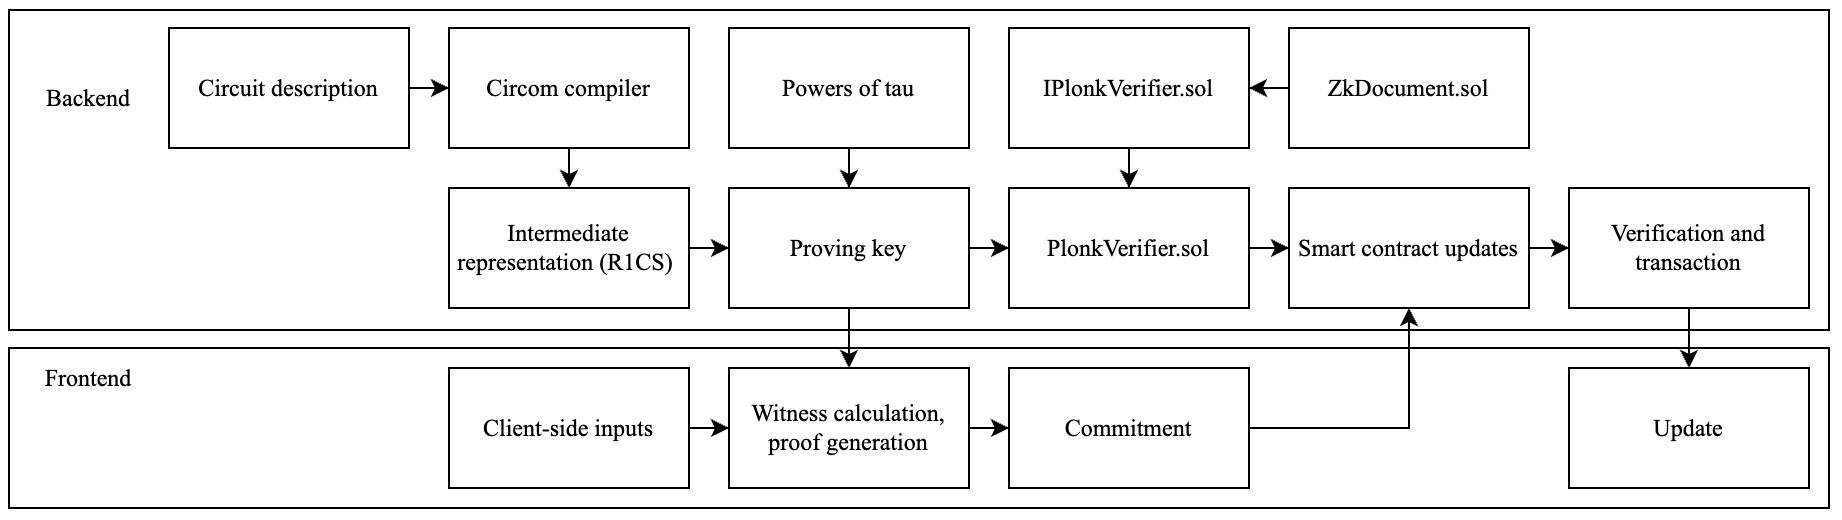 Backend
Circuit description
Circom compiler
Powers of tau
IPlonkVerifier.sol
ZkDocument.sol
Intermediate
representation (R1CS)
Proving key
PlonkVerifier.sol
Smart contract updates
Verification and
transaction
Frontend
Client-side inputs
Witness calculation,
proof generation
Commitment
Update